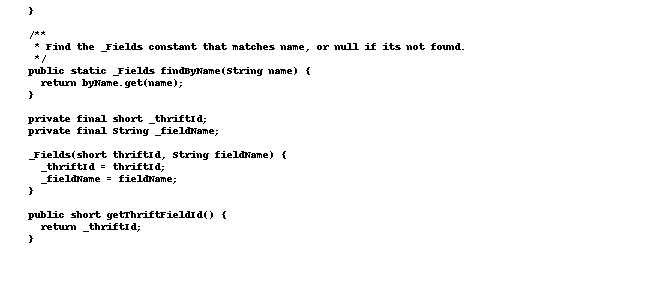 }
/**
* Find the _Fields constant that matches name, or null if its not found.
*/
public static _Fields findByName(String name) {
return byName.get(name);
}
private final short _thriftId;
private final String _fieldName;
_Fields(short thriftId, String fieldName) {
_thriftId = thriftId;
_fieldName = fieldName;
}
public short getThriftFieldId() {
return _thriftId;
}